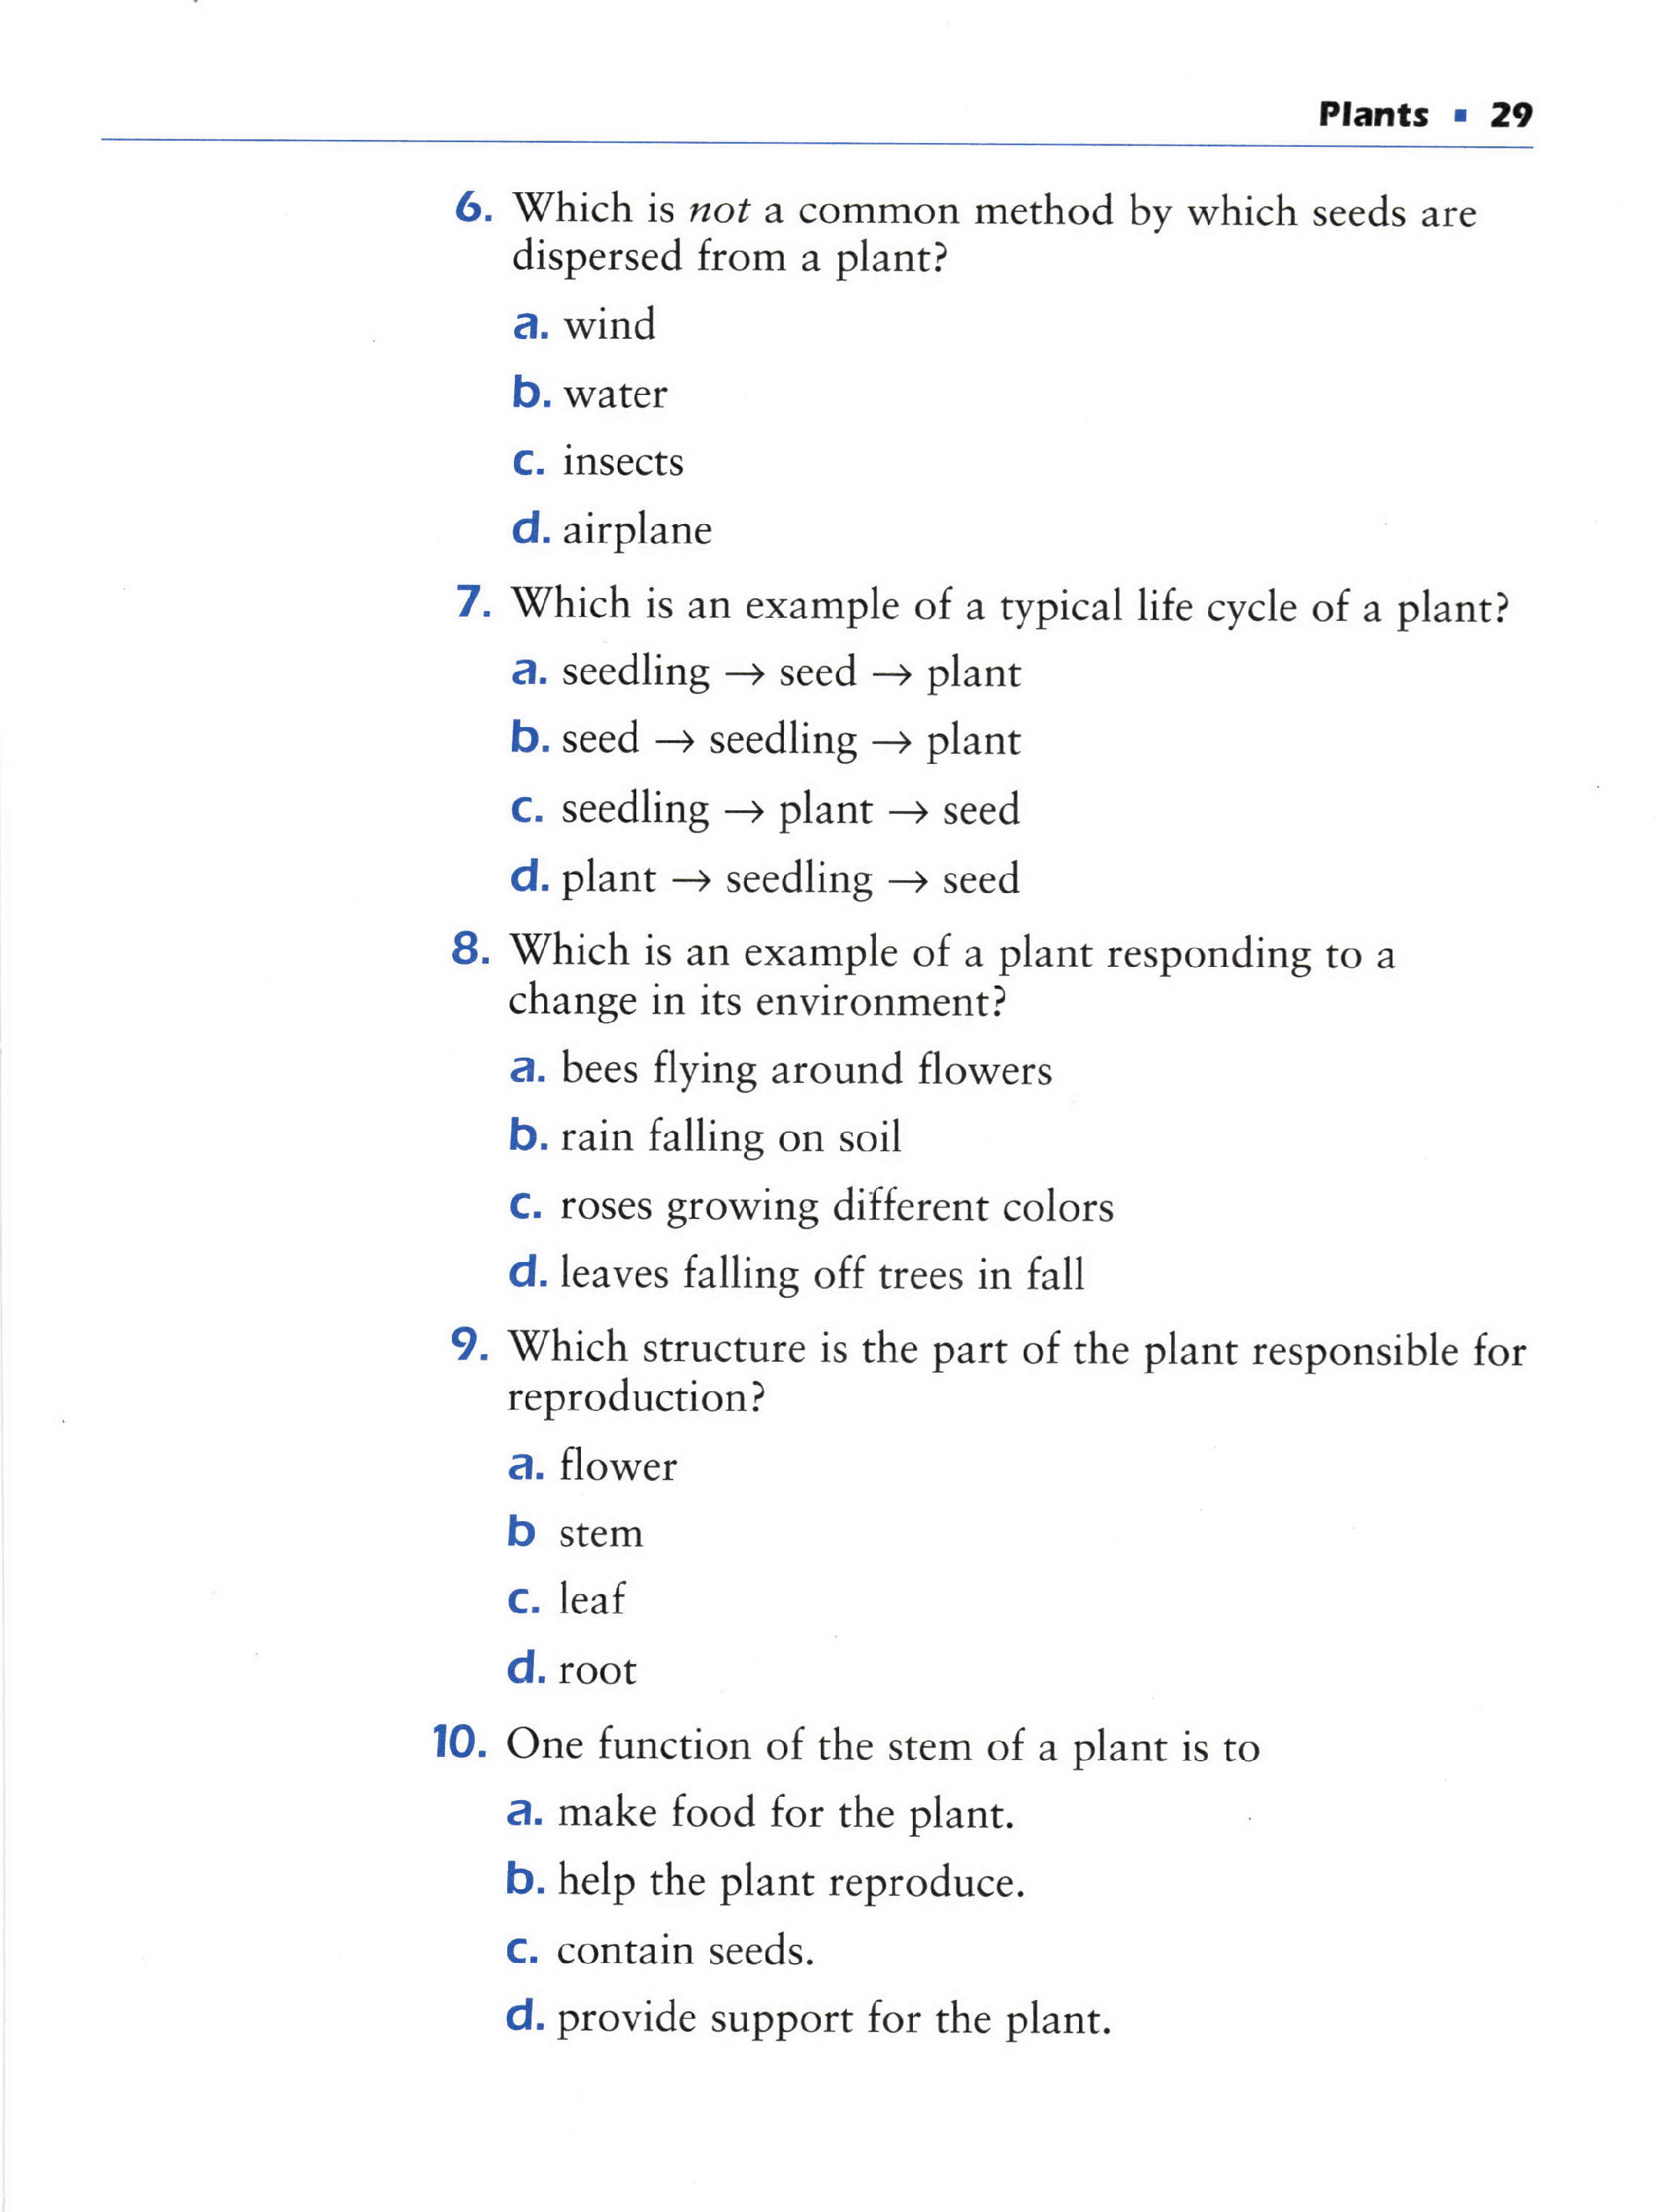 Plants ▪ 29
6. Which is not a common method by which seeds are
dispersed from a plant?
a. wind
b. water
c. insects
d. airplane
7. Which is an example of a typical life cycle of a plant?
a. seedling → seed → plant
b. seed → seedling → plant
c. seedling → plant → seed
d. plant → seedling → seed
8. Which is an example of a plant responding to a
change in its environment?
a. bees flying around flowers
b. rain falling on soil
c. roses growing different colors
d. leaves falling off trees in fall
9. Which structure is the part of the plant responsible for
reproduction?
a. flower
b stem
c. leaf
d. root
10. One function of the stem of a plant is to
a. make food for the plant.
b. help the plant reproduce.
c. contain seeds.
d. provide support for the plant.